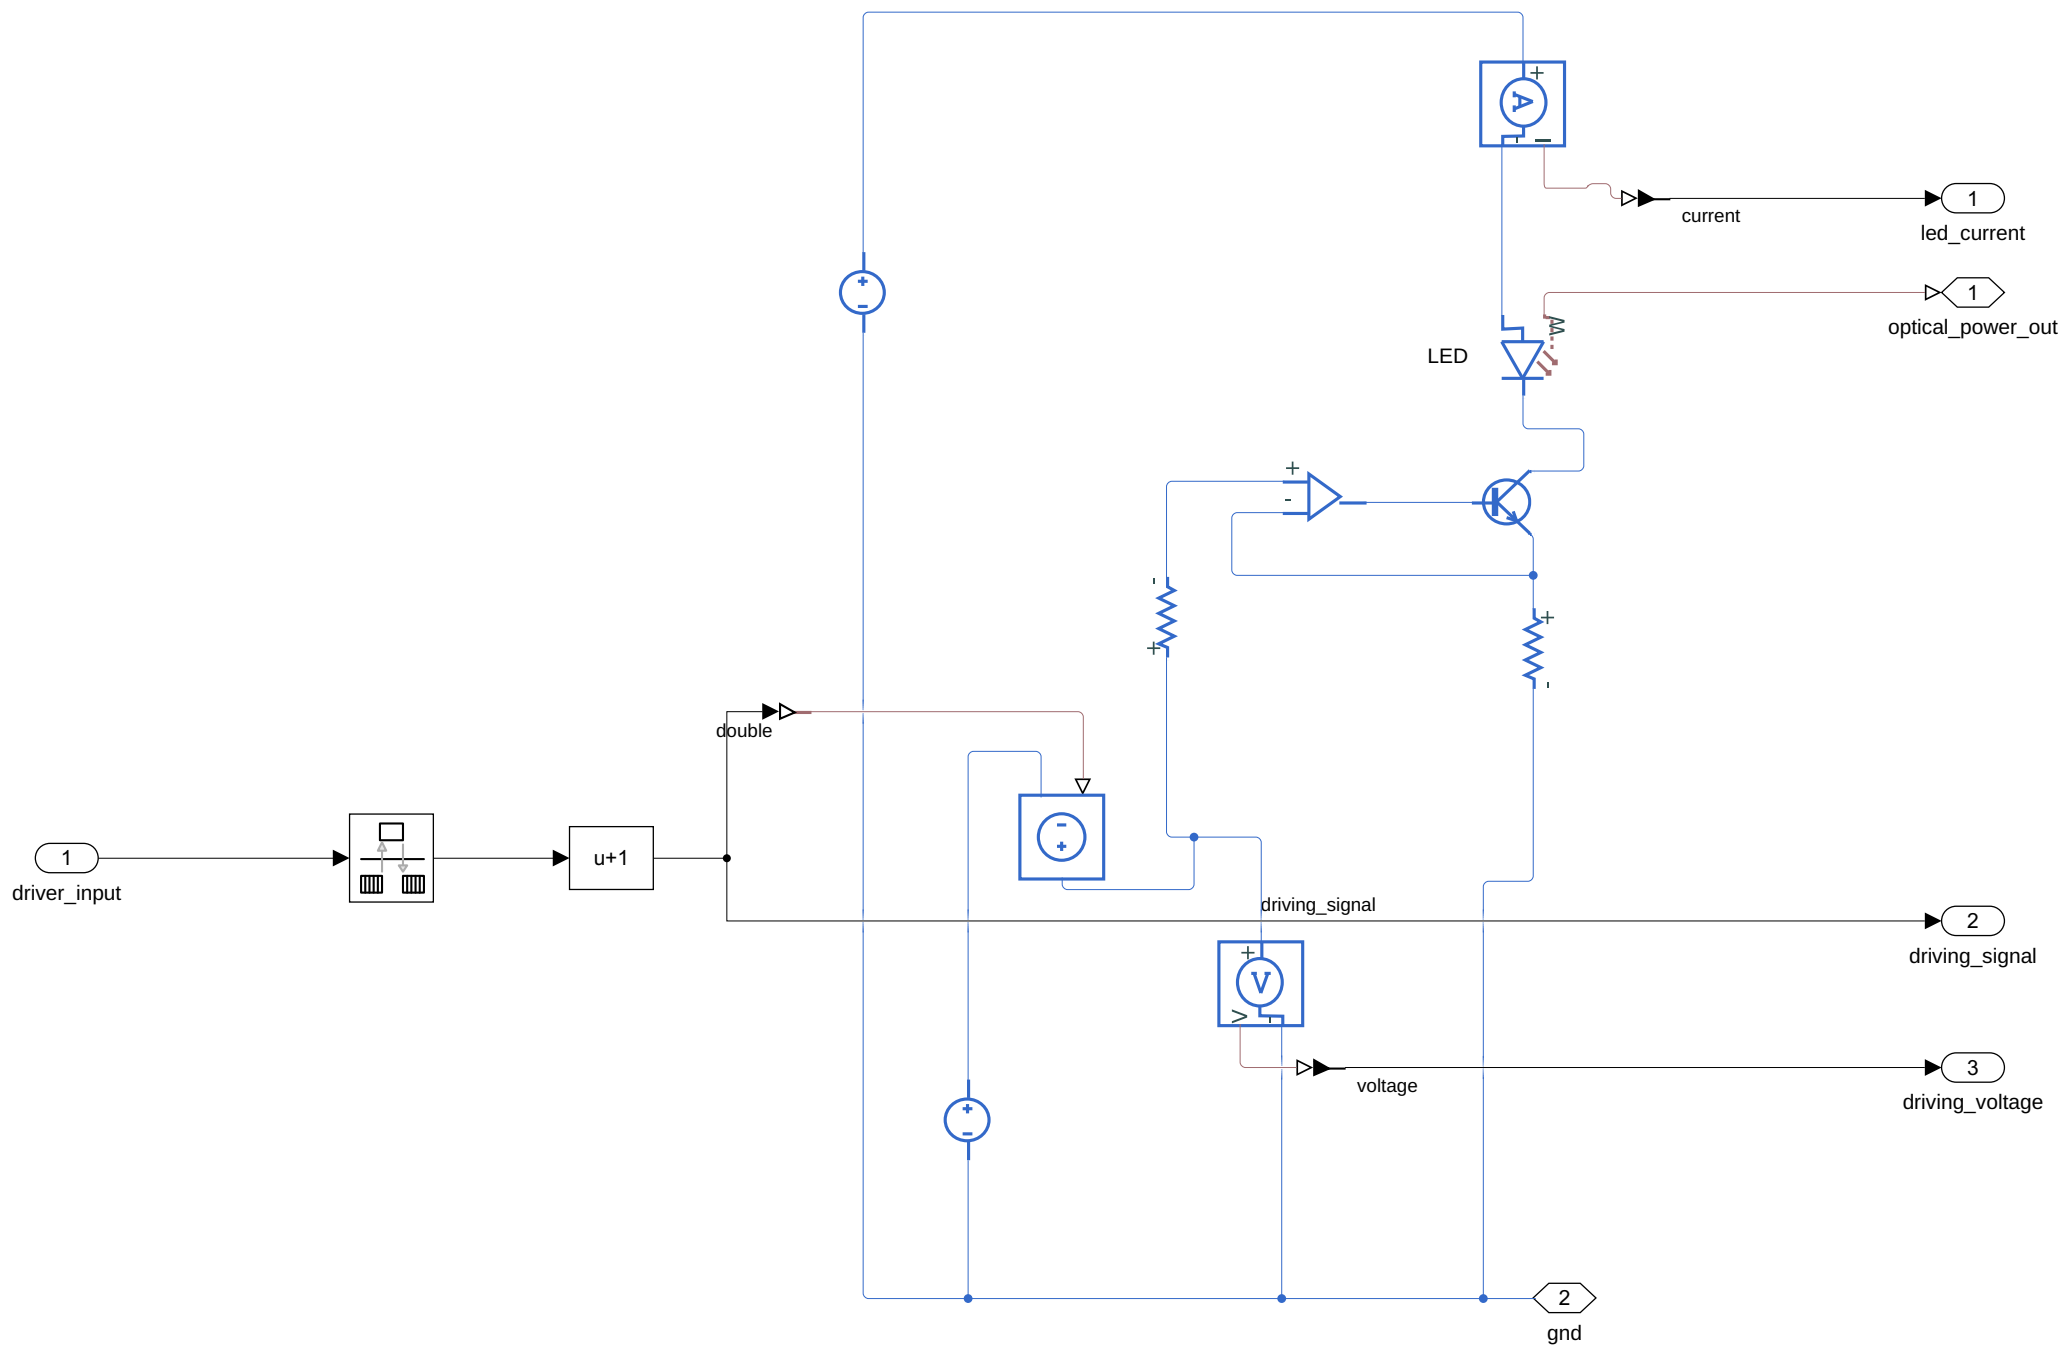 +
A
-
I
1
current
led_current
+
-
1
W
optical_power_out
LED
+
-
-
+
+
-
double
-
+
1
u+1
driver_input
driving_signal
2
driving_signal
+
V
V
-
3
voltage
driving_voltage
+
-
2
gnd